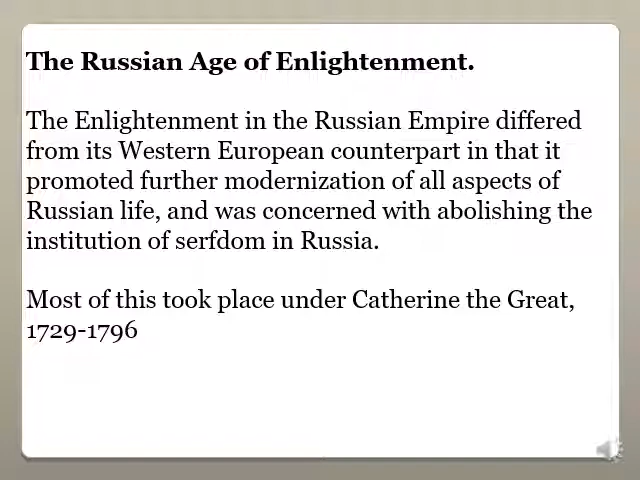 The Russian Age of Enlightenment.
The Enlightenment in the Russian Empire differed
from its Western European counterpart in that it
promoted further modernization of all aspects of
Russian life, and was concerned with abolishing the
institution of serfdom in Russia.
Most of this took place under Catherine the Great,
1729-1796